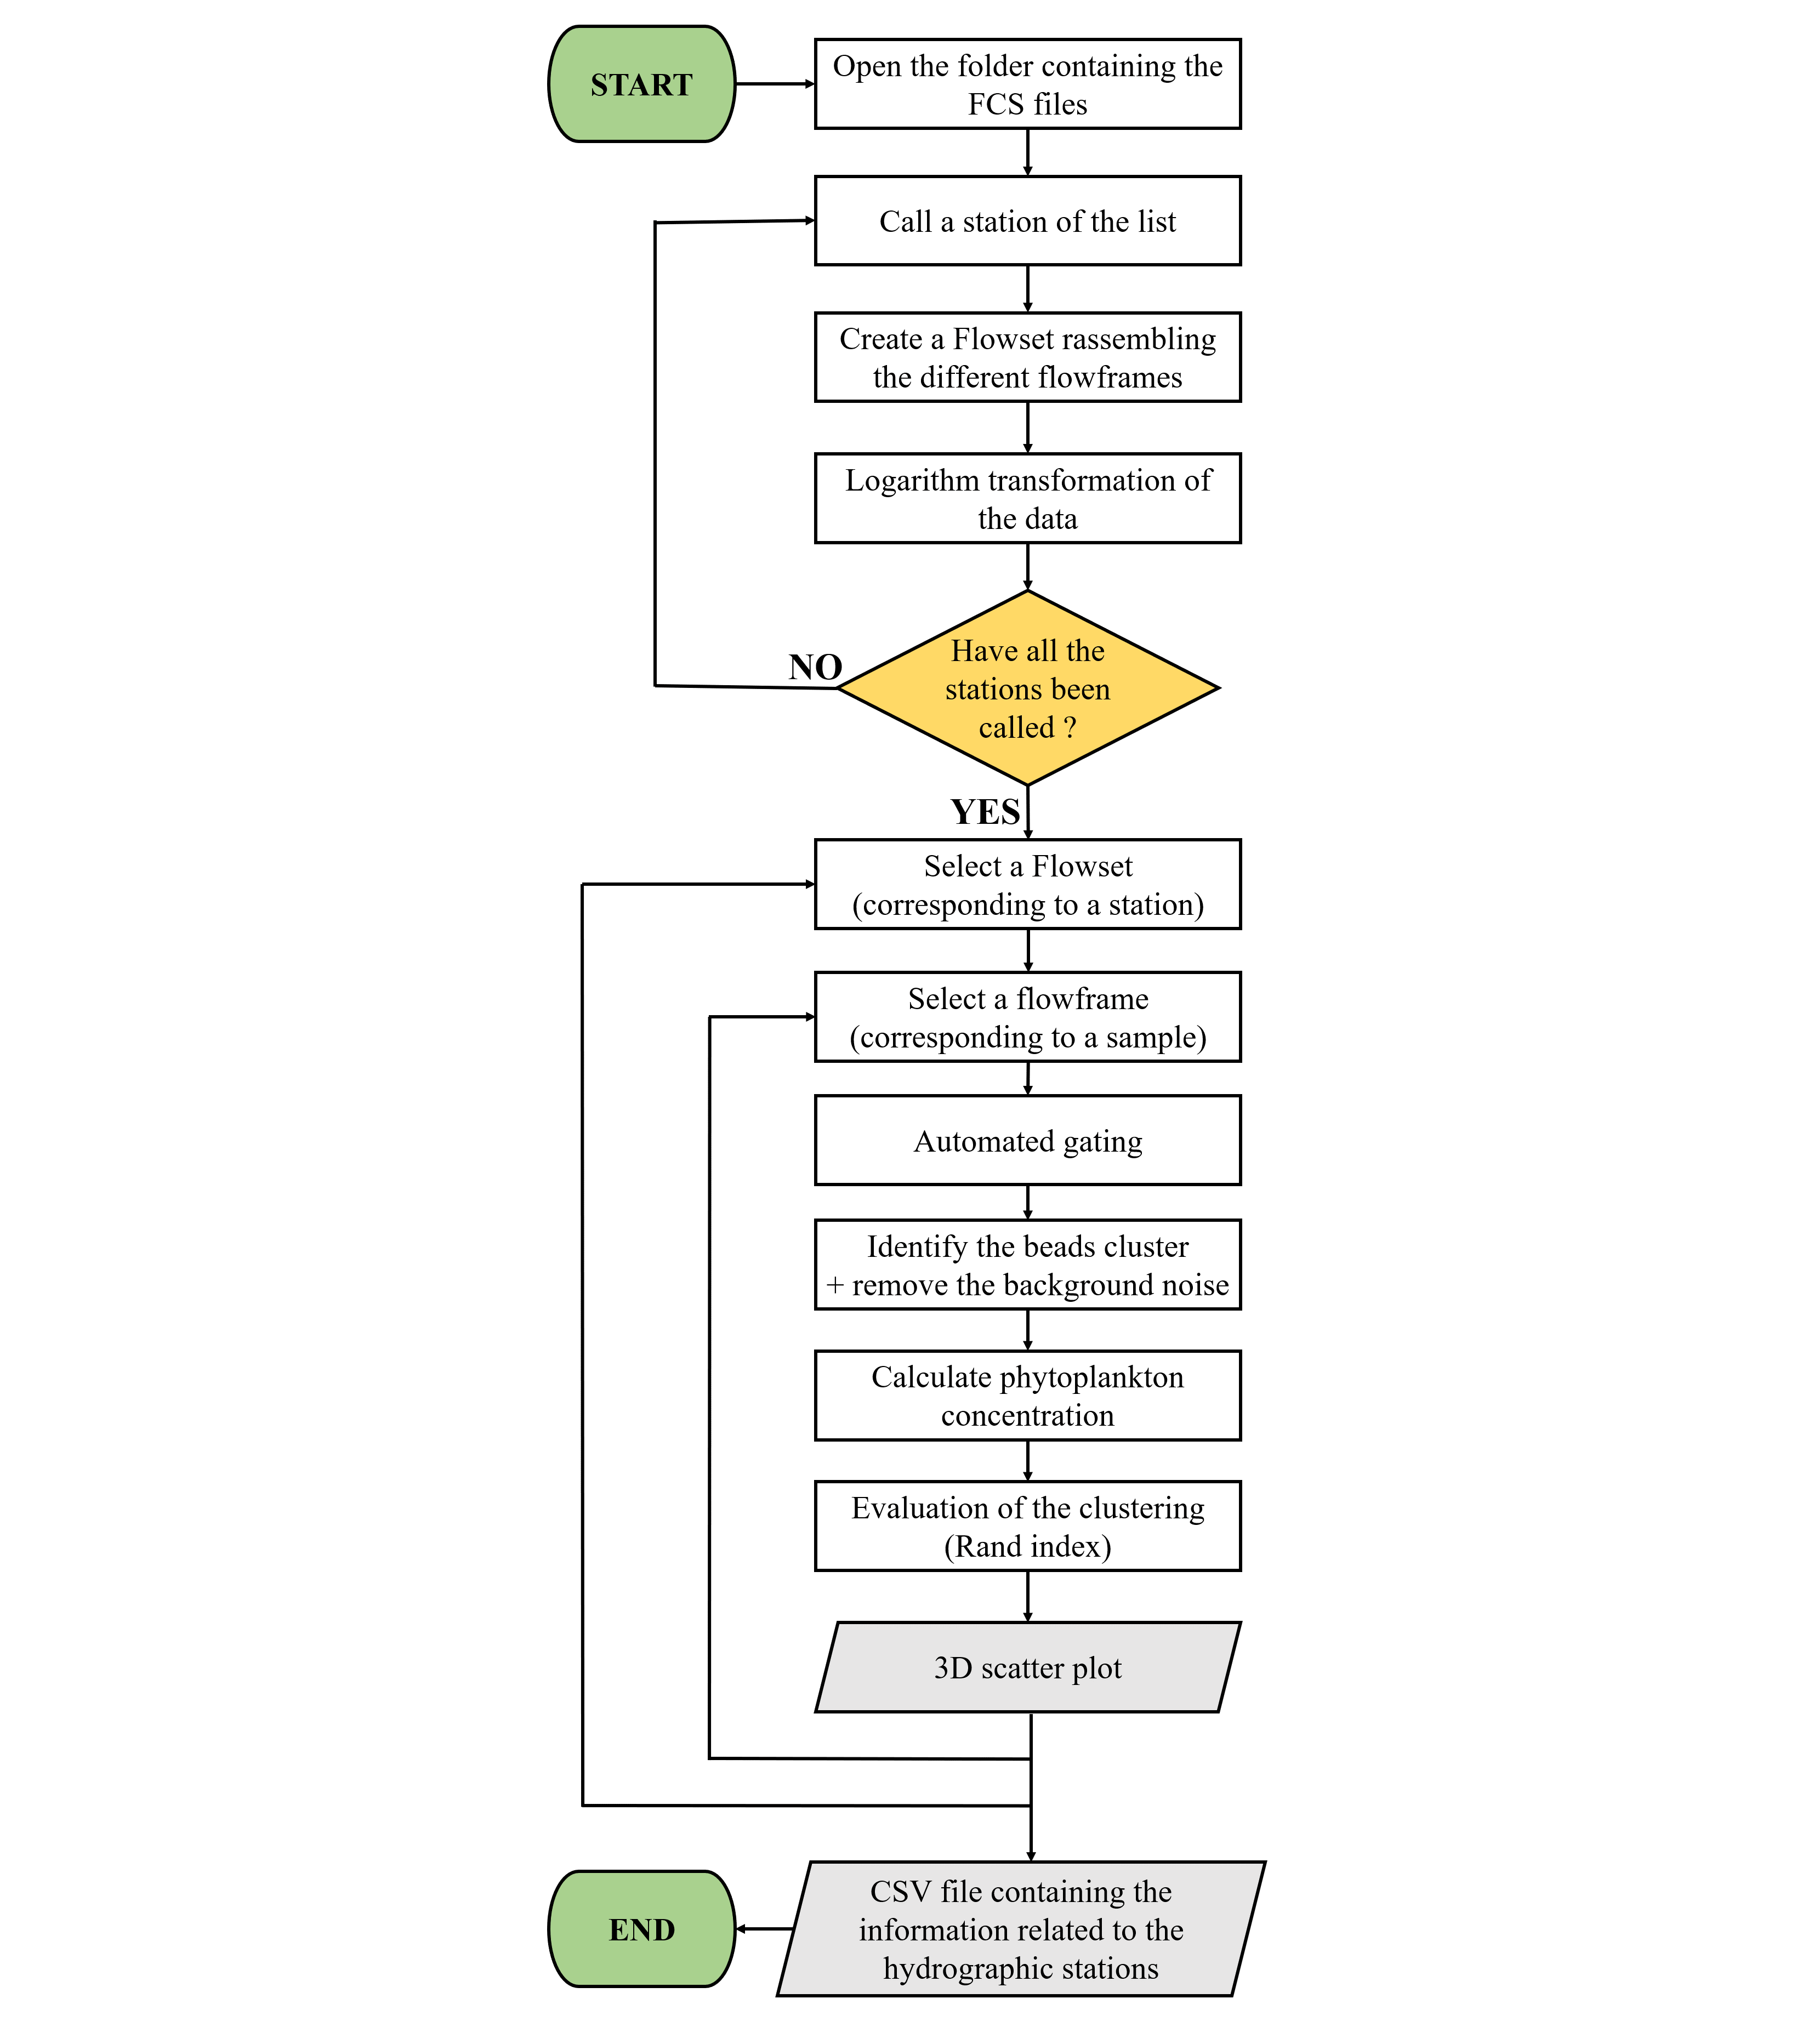 START
Open the folder containing the
FCS files
Call a station of the list
Create a Flowset rassembling
the different flowframes
Logarithm transformation of
the data
Have all the
stations been
called ?
NO
YES
Select a Flowset
(corresponding to a station)
Select a flowframe
(corresponding to a sample)
Automated gating
Identify the beads cluster
+ remove the background noise
Calculate phytoplankton
concentration
Evaluation of the clustering
(Rand index)
3D scatter plot
CSV file containing the
information related to the
hydrographic stations
END